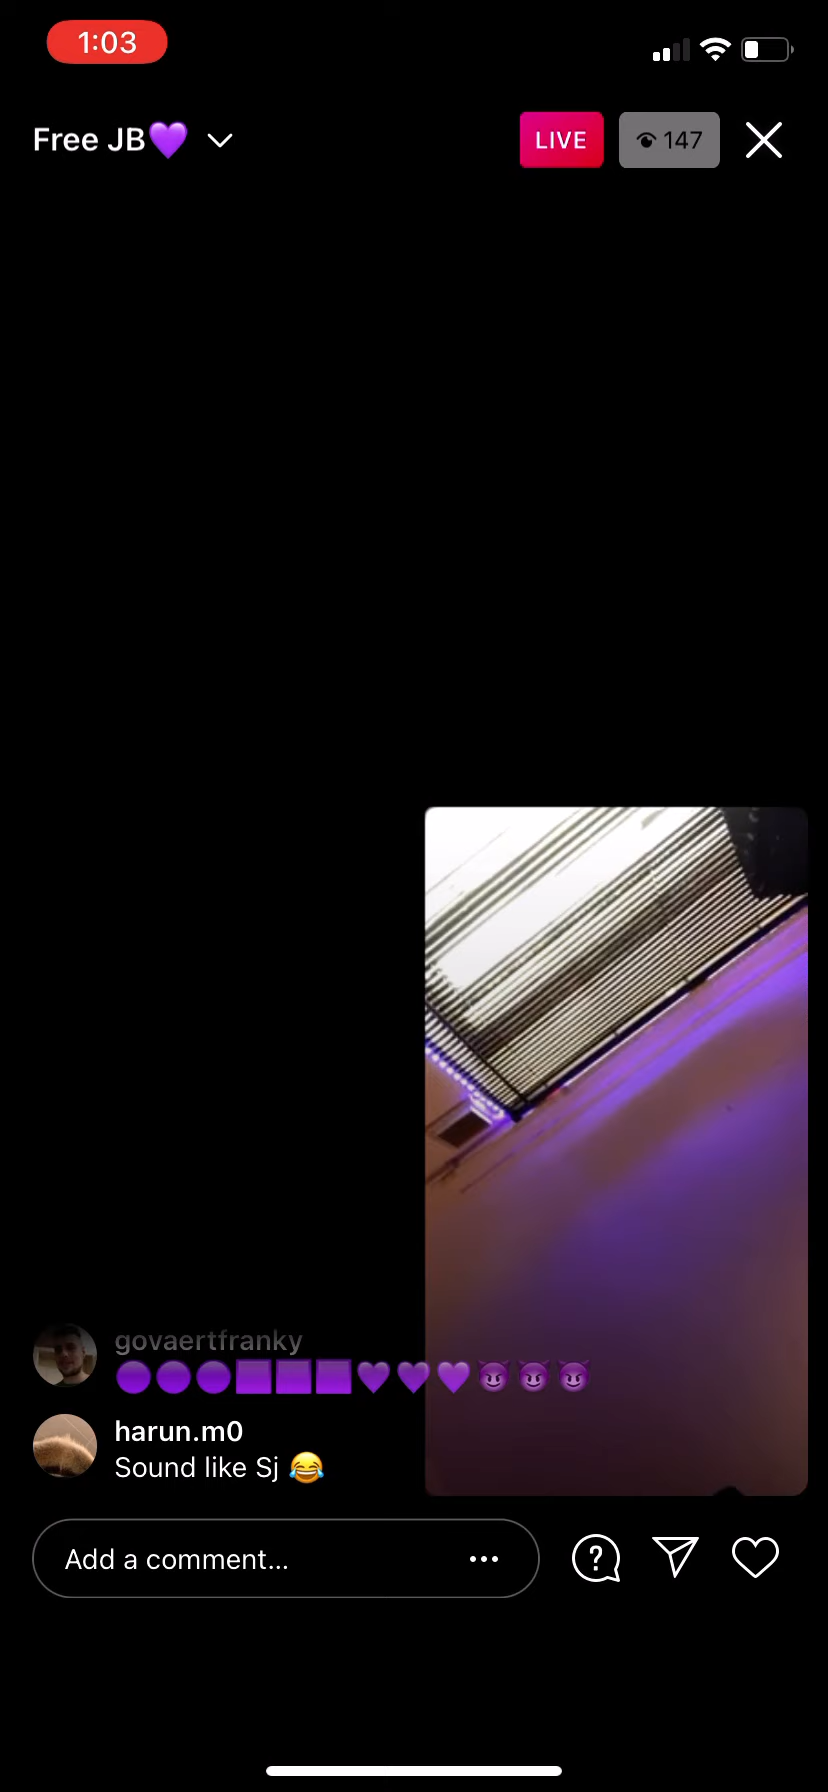 1:03
Free JB💜
LIVE
147
govaertfranky
🟣🟣🟣🟪🟪🟪💜💜💜😈😈😈
harun.m0
Sound like Sj 😂
Add a comment...